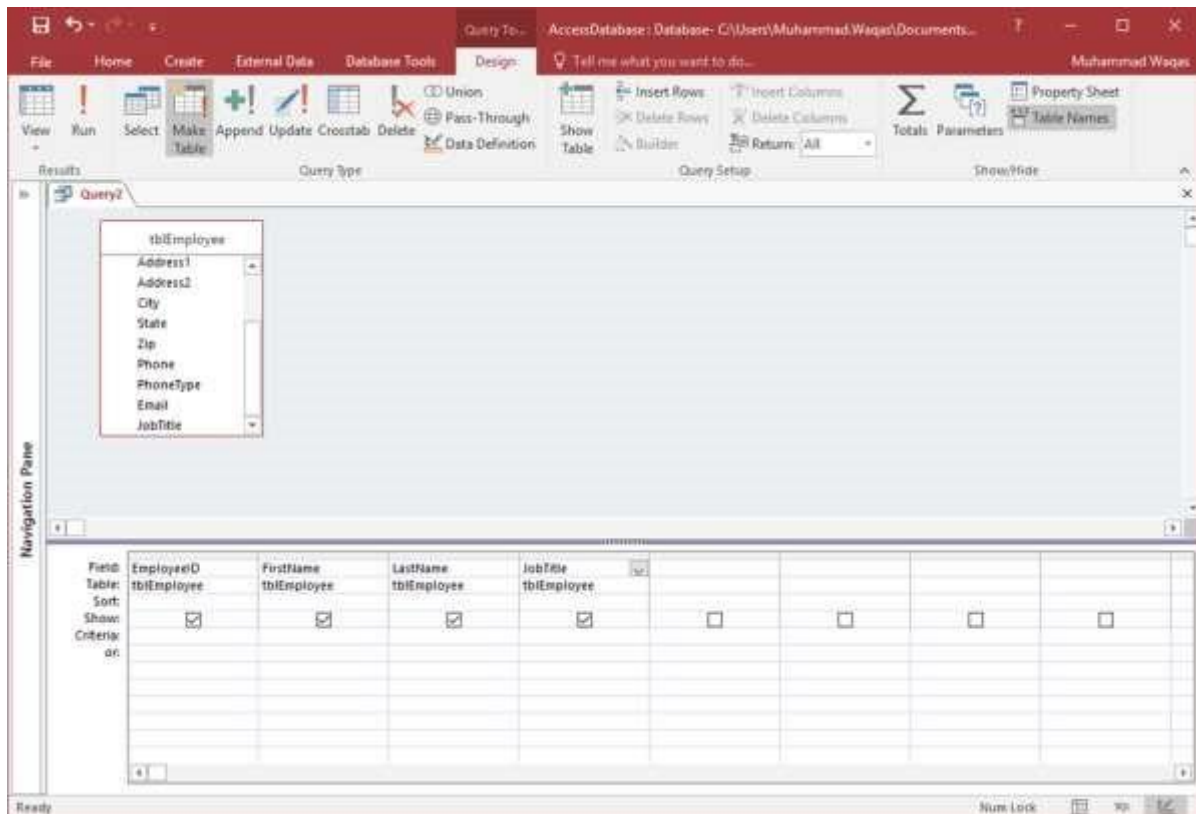 Query To...
AccessDatabase : Database- C:\Users\Muhammad.Waqas\Documents...
?
File Home Create External Data Database Tools Design Tell me what you want to do... Muhammad Waqas
View
Run
Select
Make Table
Append
Update
Crosstab
Delete
Union
Pass-Through
Data Definition
Show Table
Insert Rows
Delete Rows
Builder
Insert Columns
Delete Columns
Return: All
Totals
Parameters
Property Sheet
Table Names
Results Query Type Query Setup Show/Hide
Query2
tblEmployee
Address1
Address2
City
State
Zip
Phone
PhoneType
Email
JobTitle
Navigation Pane
Field: EmployeeID FirstName LastName JobTitle
Table: tblEmployee tblEmployee tblEmployee tblEmployee
Sort:
Show:
Criteria:
or:
Ready Num Lock SQL